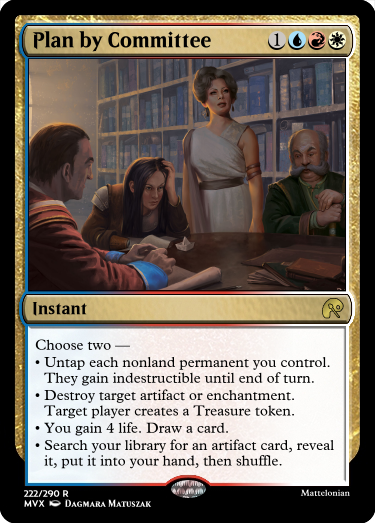 Plan by Committee 1
Instant
Choose two —
• Untap each nonland permanent you control.
They gain indestructible until end of turn.
• Destroy target artifact or enchantment.
Target player creates a Treasure token.
• You gain 4 life. Draw a card.
• Search your library for an artifact card, reveal
it, put it into your hand, then shuffle.
222/290 R
Mattelonian
MVX DAGMARA MATUSZAK